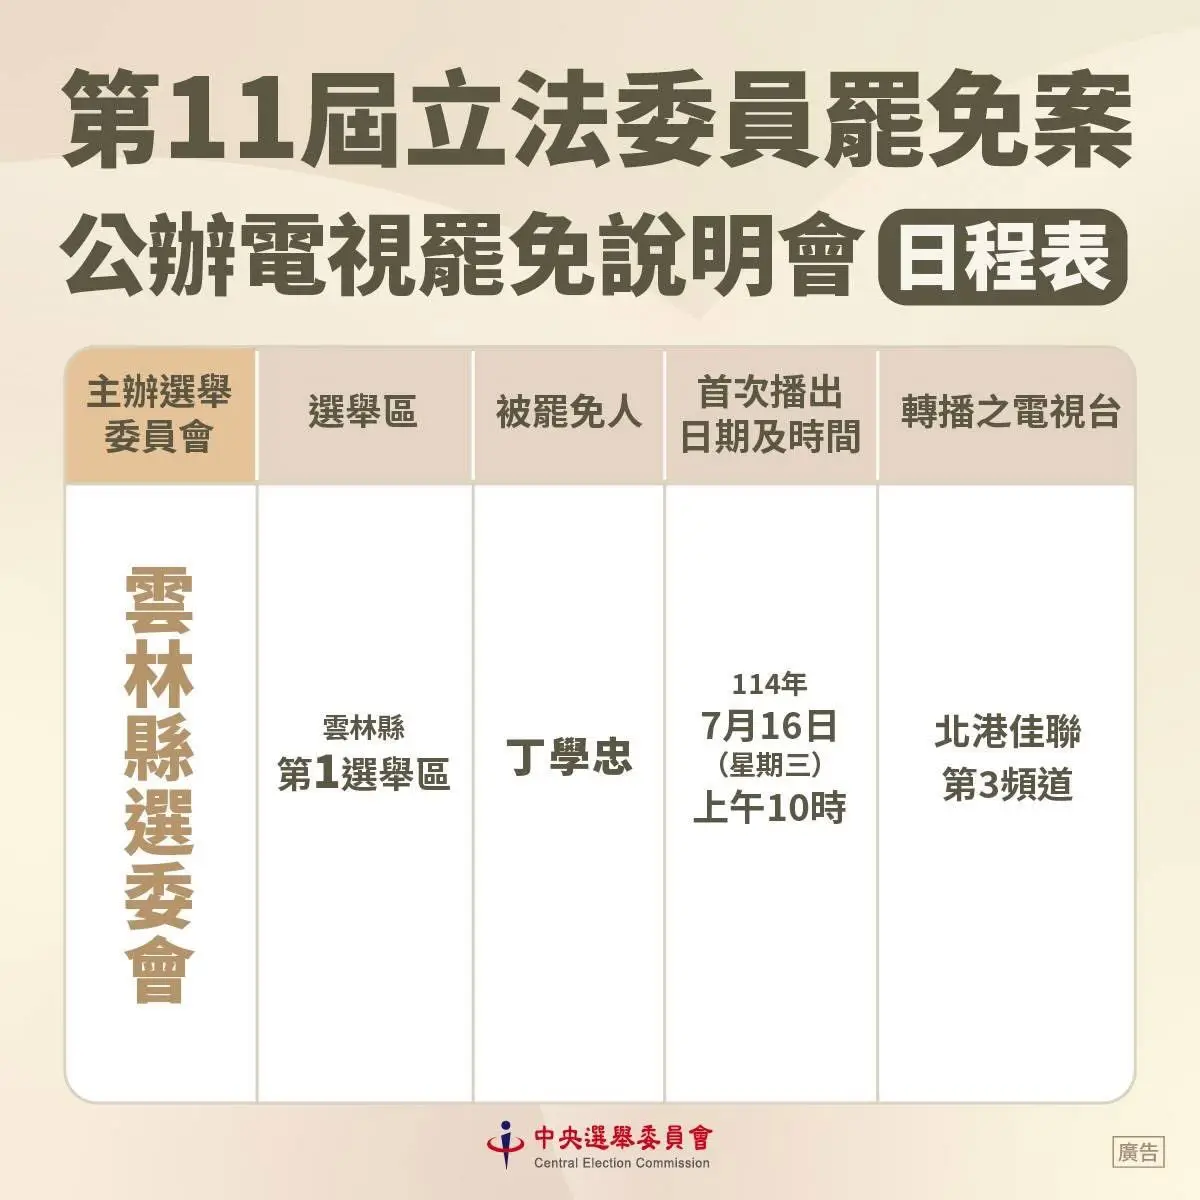 第11屆立法委員罷免案
公辦電視罷免說明會 日程表
主辦選舉
委員會
選舉區
被罷免人
首次播出
日期及時間
轉播之電視台
雲林縣選委會
雲林縣
第1選舉區
丁學忠
114年
7月16日
(星期三)
上午10時
北港佳聯
第3頻道
中央選舉委員會
Central Election Commission
廣告